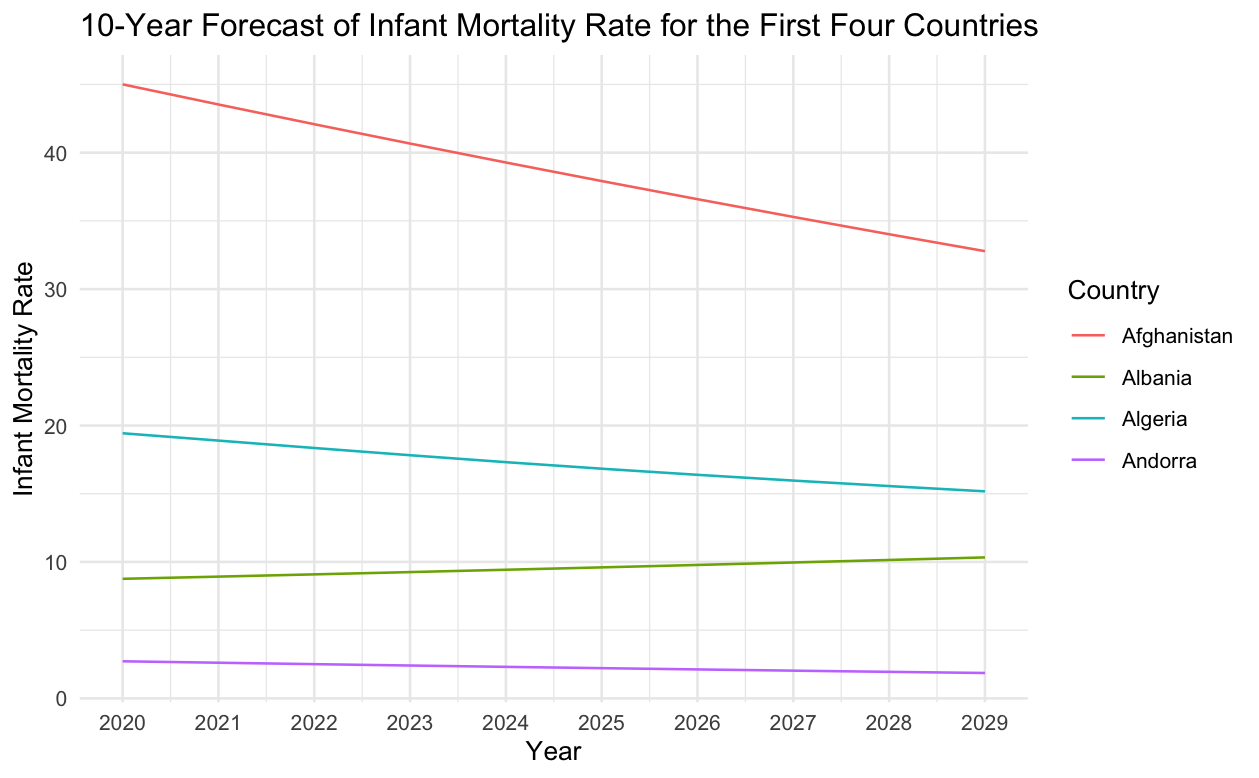 10-Year Forecast of Infant Mortality Rate for the First Four Countries
Infant Mortality Rate
40
30
20
10
0
2020 2021 2022 2023 2024 2025 2026 2027 2028 2029
Year
Country
Afghanistan
Albania
Algeria
Andorra